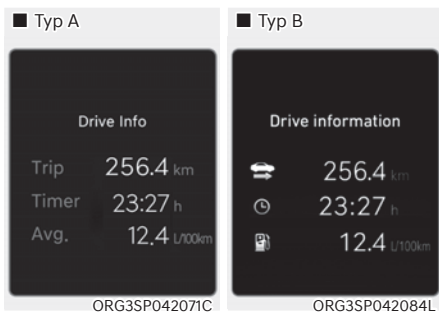 ■ Typ A
Drive Info
Trip 256.4 km
Timer 23:27 h
Avg. 12.4 L/100km
ORG3SP042071C
■ Typ B
Drive information
256.4 km
23:27 h
12.4 L/100km
ORG3SP042084L